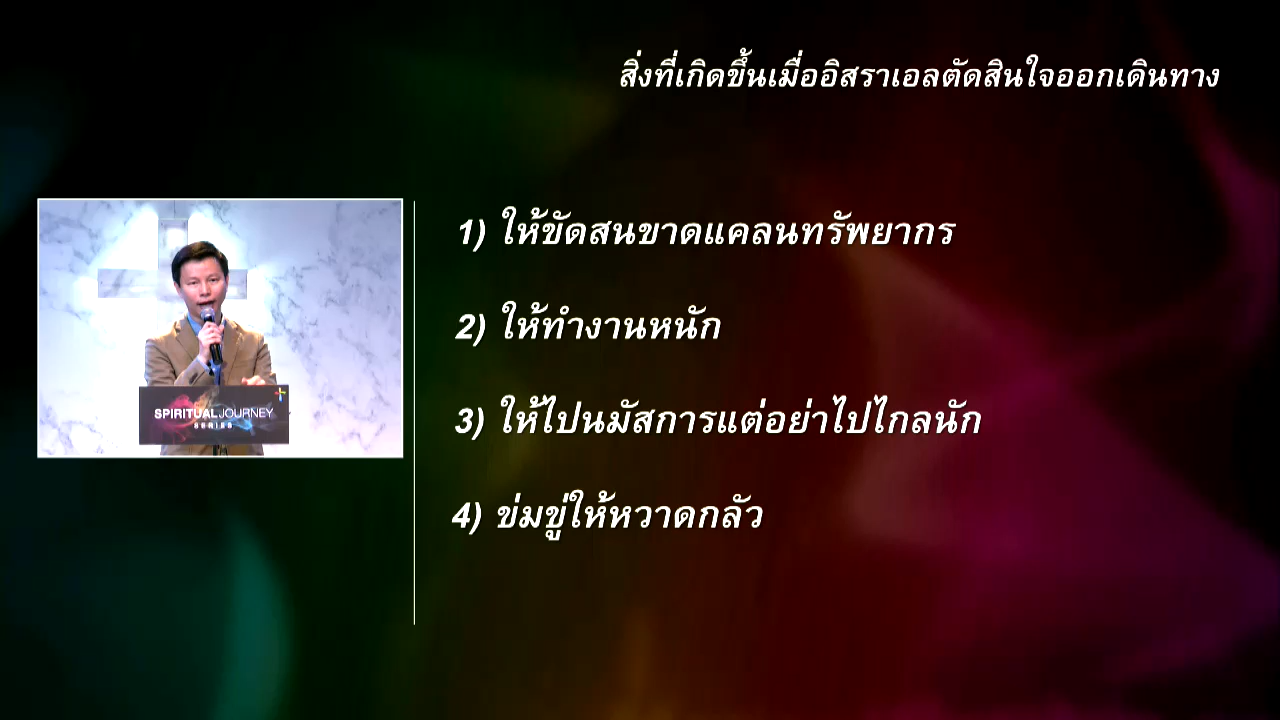 สิ่งที่เกิดขึ้นเมื่ออิสราเอลตัดสินใจออกเดินทาง
1) ให้ขัดสนขาดแคลนทรัพยากร
2) ให้ทำงานหนัก
3) ให้ไปนมัสการแต่อย่าไปไกลนัก
4) ข่มขู่ให้หวาดกลัว
SPIRITUALJOURNEY
SERIES